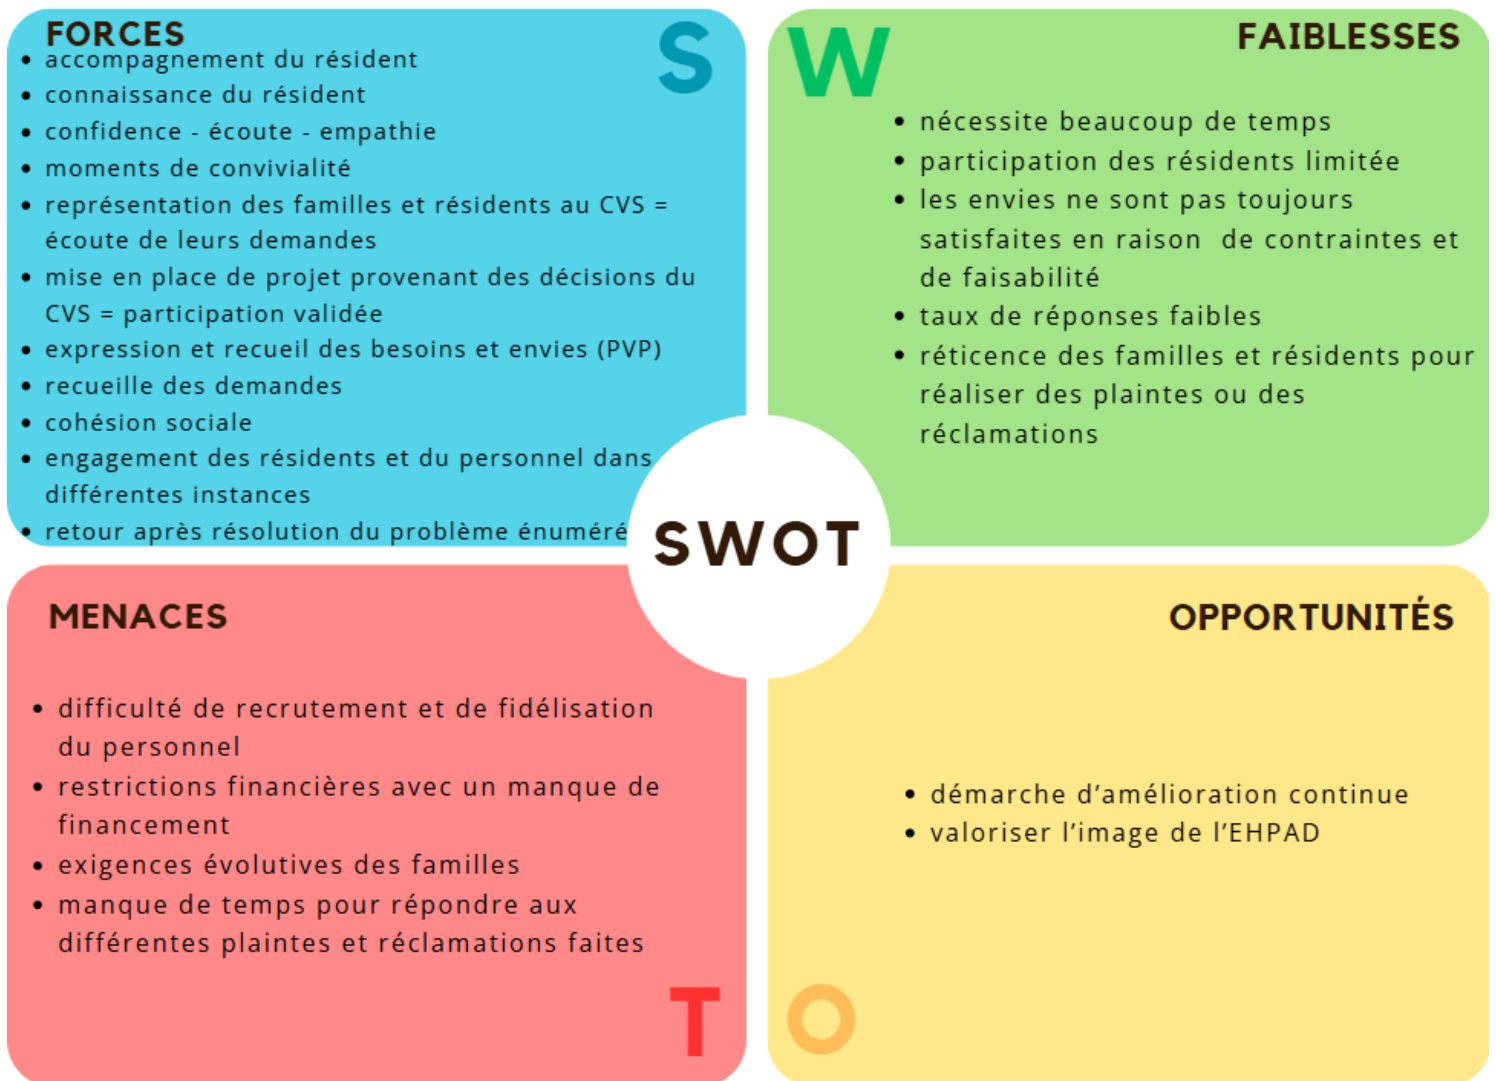 FORCES
S
• accompagnement du résident
• connaissance du résident
• confidence - écoute - empathie
• moments de convivialité
• représentation des familles et résidents au CVS =
écoute de leurs demandes
• mise en place de projet provenant des décisions du
CVS = participation validée
• expression et recueil des besoins et envies (PVP)
• recueille des demandes
• cohésion sociale
• engagement des résidents et du personnel dans
différentes instances
• retour après résolution du problème énuméré
W
FAIBLESSES
• nécessite beaucoup de temps
• participation des résidents limitée
• les envies ne sont pas toujours
satisfaites en raison de contraintes et
de faisabilité
• taux de réponses faibles
• réticence des familles et résidents pour
réaliser des plaintes ou des
réclamations
SWOT
MENACES
• difficulté de recrutement et de fidélisation
du personnel
• restrictions financières avec un manque de
financement
• exigences évolutives des familles
• manque de temps pour répondre aux
différentes plaintes et réclamations faites
T
OPPORTUNITÉS
• démarche d’amélioration continue
• valoriser l’image de l’EHPAD
O